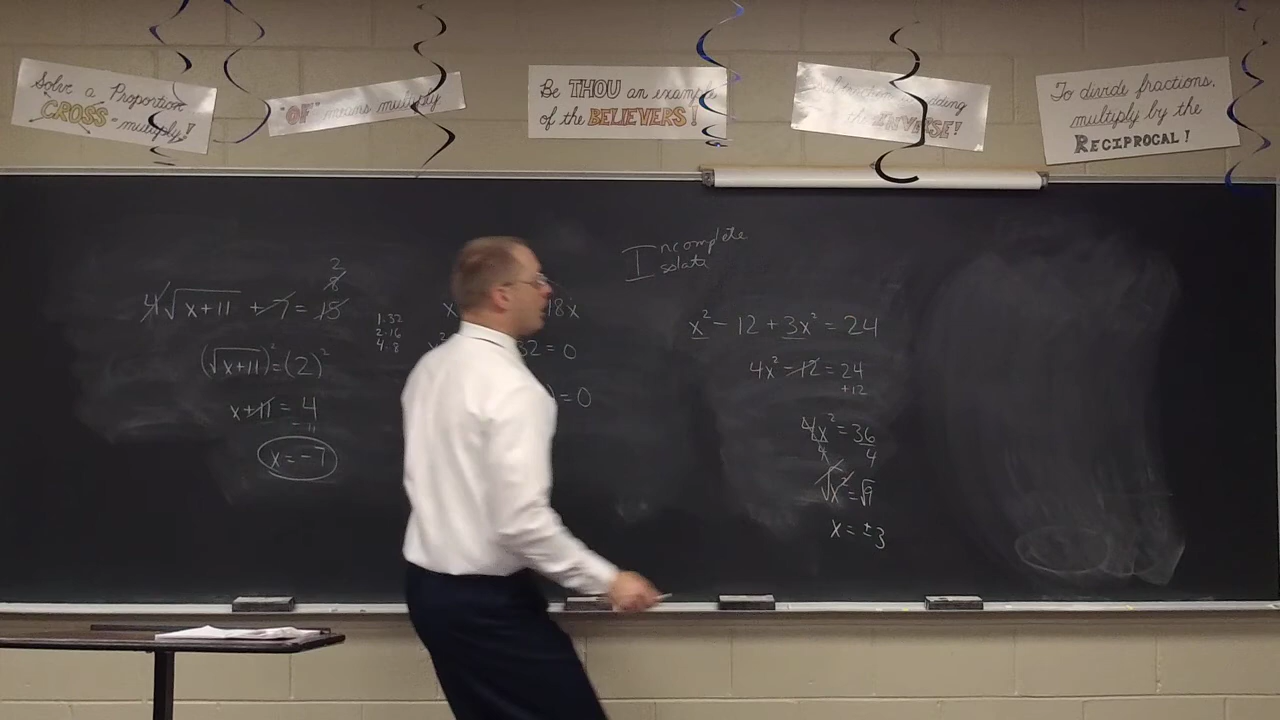 Solve a Proportion
CROSS-multiply!
"OF" means multiply
Be THOU an example
of the BELIEVERS!
adding
the INVERSE!
To divide fractions,
multiply by the
RECIPROCAL!
2
8
4√x+11 + 7 = 15
(√x+11)² = (2)²
x+11 = 4
-11
x = -7
1·32
2·16
4·8
x 18x
x² 32 = 0
) = 0
Incomplete
Isolate
x² - 12 + 3x² = 24
4x² - 12 = 24
+12
4x² = 36
4 4
√x² = √9
x = ±3